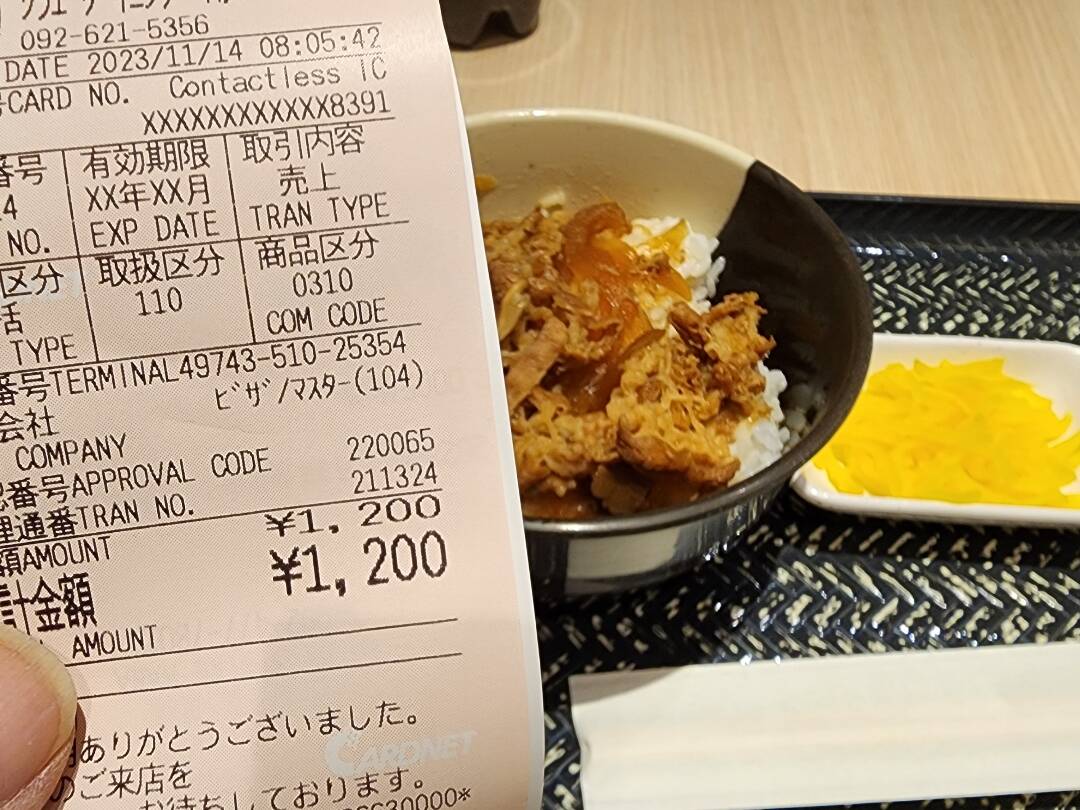 092-621-5356
DATE 2023/11/14 08:05:42
CARD NO. Contactless IC
XXXXXXXXXXXX8391
番号 有効期限 取引内容
4 XX年XX月 売上
NO. EXP DATE TRAN TYPE
区分 取扱区分 商品区分
活 110 0310
TYPE COM CODE
番号TERMINAL49743-510-25354
会社 ビザ/マスター(104)
COMPANY
番号APPROVAL CODE 220065
理通番TRAN NO. 211324
額AMOUNT ¥1,200
計金額 ¥1,200
AMOUNT
ありがとうございました。
のご来店を
お待ちしております。
CARDNET
630000*